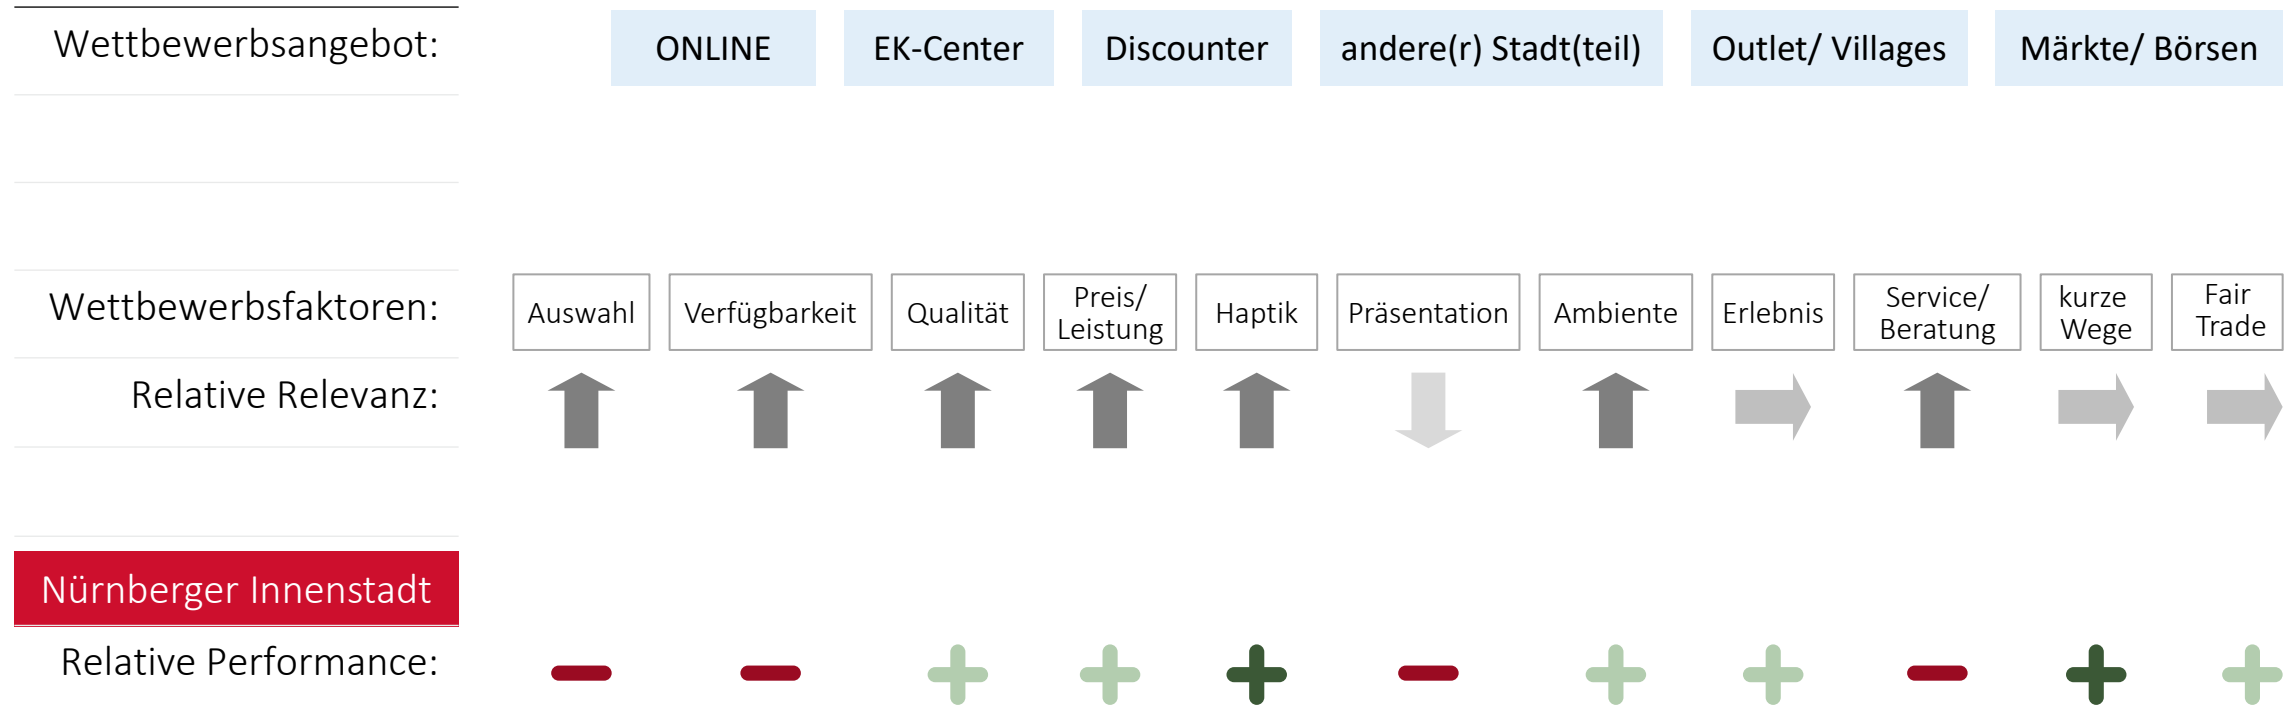 Wettbewerbsangebot:
ONLINE
EK-Center
Discounter
andere(r) Stadt(teil)
Outlet/ Villages
Märkte/ Börsen
Wettbewerbsfaktoren:
Auswahl
Verfügbarkeit
Qualität
Preis/
Leistung
Haptik
Präsentation
Ambiente
Erlebnis
Service/
Beratung
kurze
Wege
Fair
Trade
Relative Relevanz:
Nürnberger Innenstadt
Relative Performance: